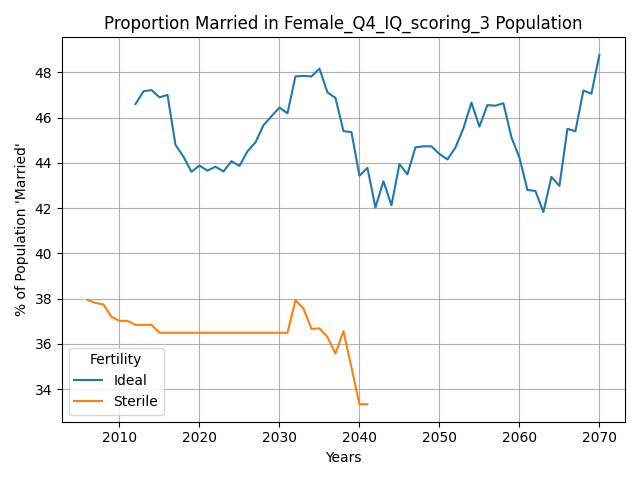 Proportion Married in Female_Q4_IQ_scoring_3 Population
% of Population 'Married'
48
46
44
42
40
38
36
34
Fertility
Ideal
Sterile
2010 2020 2030 2040 2050 2060 2070
Years